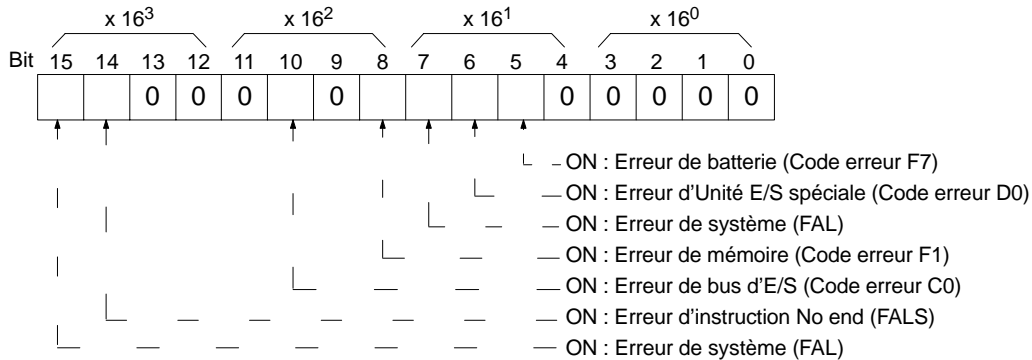 x 16³ x 16² x 16¹ x 16⁰
Bit 15 14 13 12 11 10 9 8 7 6 5 4 3 2 1 0
0 0 0 0 0 0 0 0 0
ON : Erreur de batterie (Code erreur F7)
ON : Erreur d'Unité E/S spéciale (Code erreur D0)
ON : Erreur de système (FAL)
ON : Erreur de mémoire (Code erreur F1)
ON : Erreur de bus d'E/S (Code erreur C0)
ON : Erreur d'instruction No end (FALS)
ON : Erreur de système (FAL)